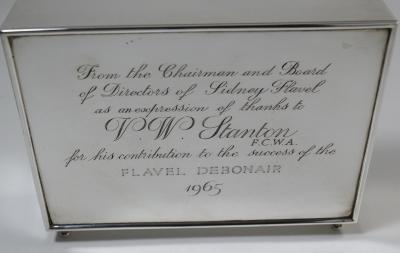 From the Chairman and Board
of Directors of Sidney Flavel
as an expression of thanks to
V. W. Stanton
F.C.W.A.
for his contribution to the success of the
FLAVEL DEBONAIR
1965